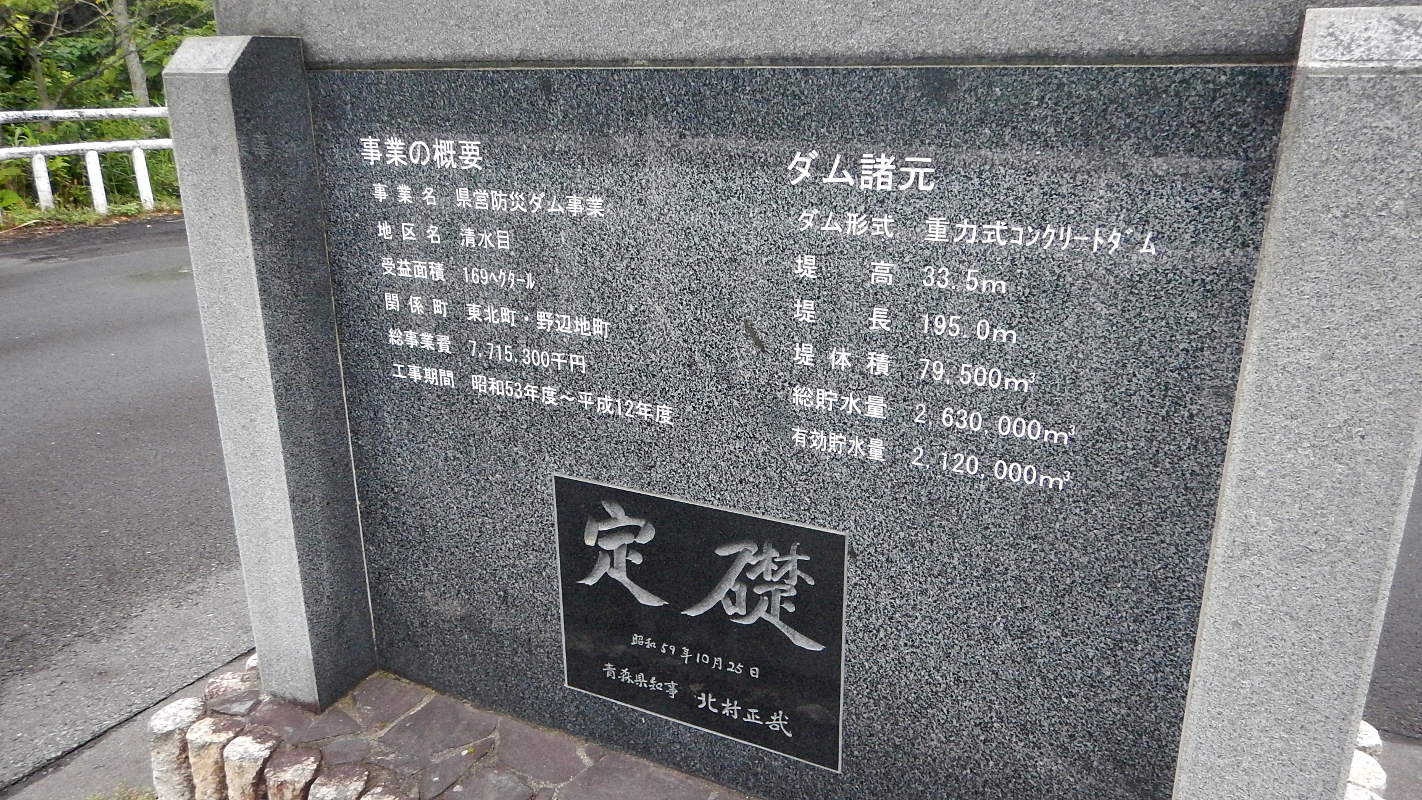 事業の概要
事業名 県営防災ダム事業
地区名 清水目
受益面積 169ﾍｸﾀｰﾙ
関係町 東北町・野辺地町
総事業費 7,715,300千円
工事期間 昭和53年度～平成12年度
ダム諸元
ダム形式 重力式ｺﾝｸﾘｰﾄﾀﾞﾑ
堤高 33.5m
堤長 195.0m
堤体積 79,500m³
総貯水量 2,630,000m³
有効貯水量 2,120,000m³
定礎
昭和59年10月25日
青森県知事 北村正哉